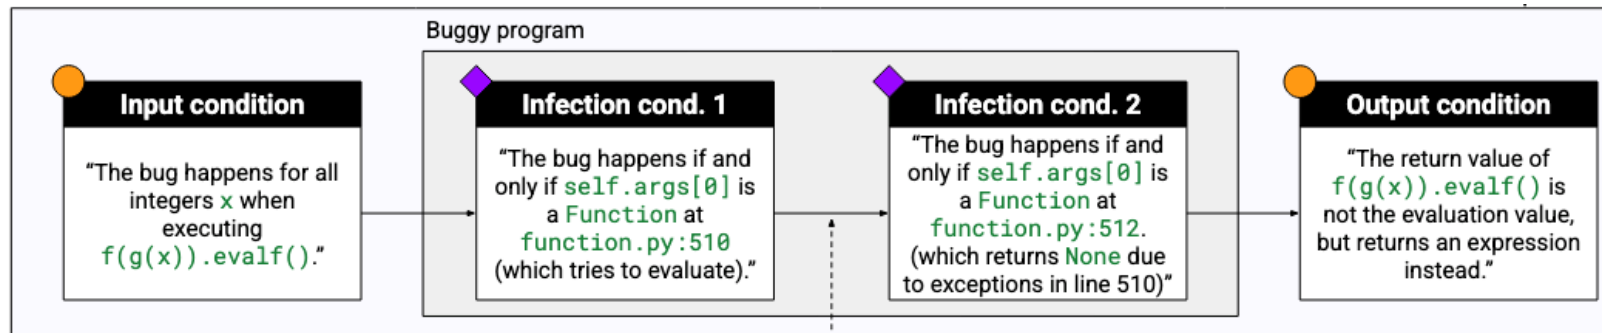 Buggy program
Input condition
“The bug happens for all
integers x when
executing
f(g(x)).evalf().”
Infection cond. 1
“The bug happens if and
only if self.args[0] is
a Function at
function.py:510
(which tries to evaluate).”
Infection cond. 2
“The bug happens if and
only if self.args[0] is
a Function at
function.py:512.
(which returns None due
to exceptions in line 510)”
Output condition
“The return value of
f(g(x)).evalf() is
not the evaluation value,
but returns an expression
instead.”